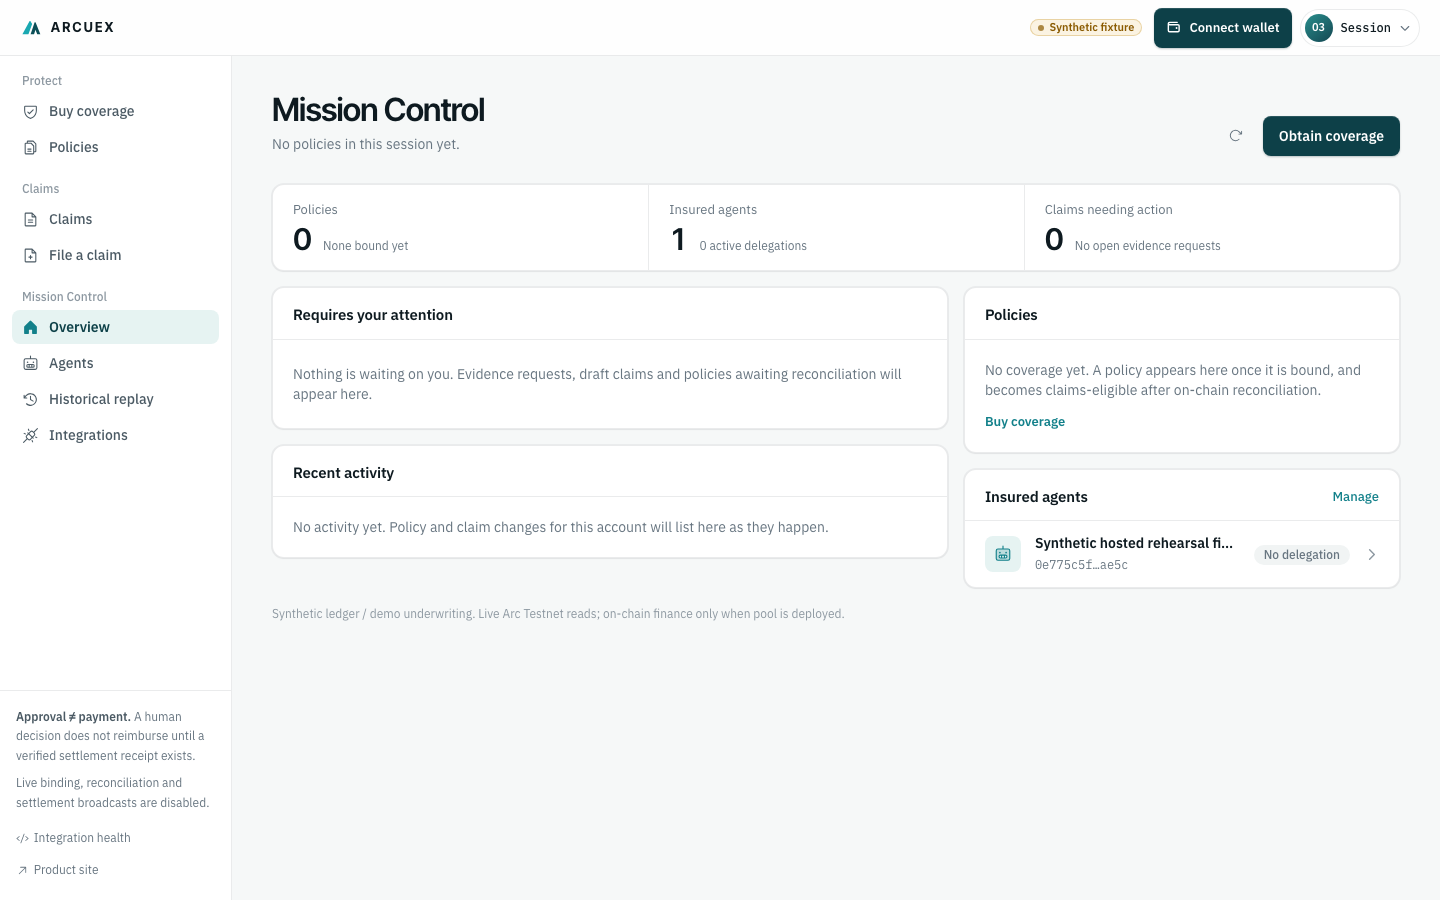 ARCUEX
Synthetic fixture
Connect wallet
03
Session
Protect
Buy coverage
Policies
Claims
Claims
File a claim
Mission Control
Overview
Agents
Historical replay
Integrations
Approval ≠ payment. A human
decision does not reimburse until a
verified settlement receipt exists.
Live binding, reconciliation and
settlement broadcasts are disabled.
Integration health
Product site
Mission Control
No policies in this session yet.
Obtain coverage
Policies
0 None bound yet
Insured agents
1 0 active delegations
Claims needing action
0 No open evidence requests
Requires your attention
Nothing is waiting on you. Evidence requests, draft claims and policies awaiting reconciliation will
appear here.
Recent activity
No activity yet. Policy and claim changes for this account will list here as they happen.
Policies
No coverage yet. A policy appears here once it is bound, and
becomes claims-eligible after on-chain reconciliation.
Buy coverage
Insured agents
Manage
Synthetic hosted rehearsal fi...
0e775c5f…ae5c
No delegation
Synthetic ledger / demo underwriting. Live Arc Testnet reads; on-chain finance only when pool is deployed.